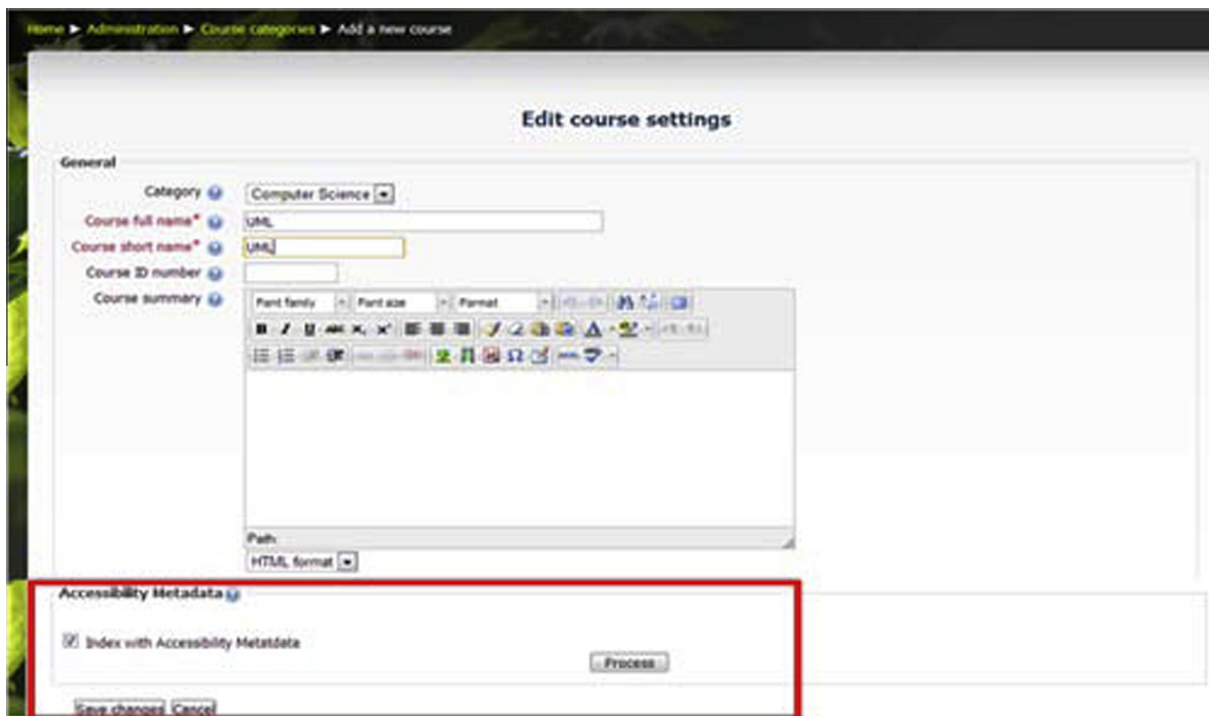 Home ► Administration ► Course categories ► Add a new course
Edit course settings
General
Category
Computer Science
Course full name*
UML
Course short name*
UML
Course ID number
Course summary
Font family
Font size
Format
B I U ABC
Path:
HTML format
Accessibility Metadata
Index with Accessibility Metatdata
Process
Save changes Cancel